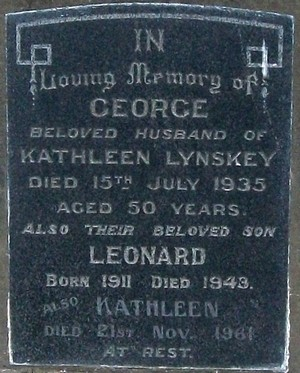 IN
Loving Memory of
GEORGE
BELOVED HUSBAND OF
KATHLEEN LYNSKEY
DIED 15TH JULY 1935
AGED 50 YEARS.
ALSO THEIR BELOVED SON
LEONARD
BORN 1911 DIED 1943.
ALSO KATHLEEN
DIED 21ST NOV. 1961
AT REST.